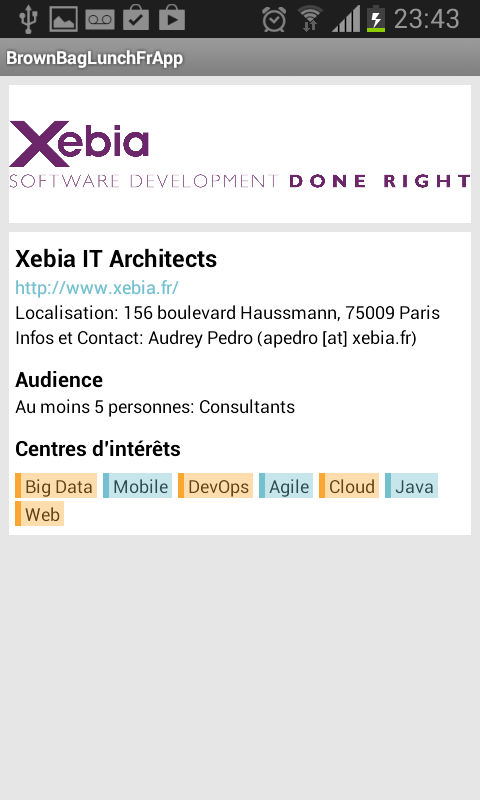 23:43
BrownBagLunchFrApp
Xebia
SOFTWARE DEVELOPMENT DONE RIGHT
Xebia IT Architects
http://www.xebia.fr/
Localisation: 156 boulevard Haussmann, 75009 Paris
Infos et Contact: Audrey Pedro (apedro [at] xebia.fr)
Audience
Au moins 5 personnes: Consultants
Centres d'intérêts
Big Data Mobile DevOps Agile Cloud Java
Web